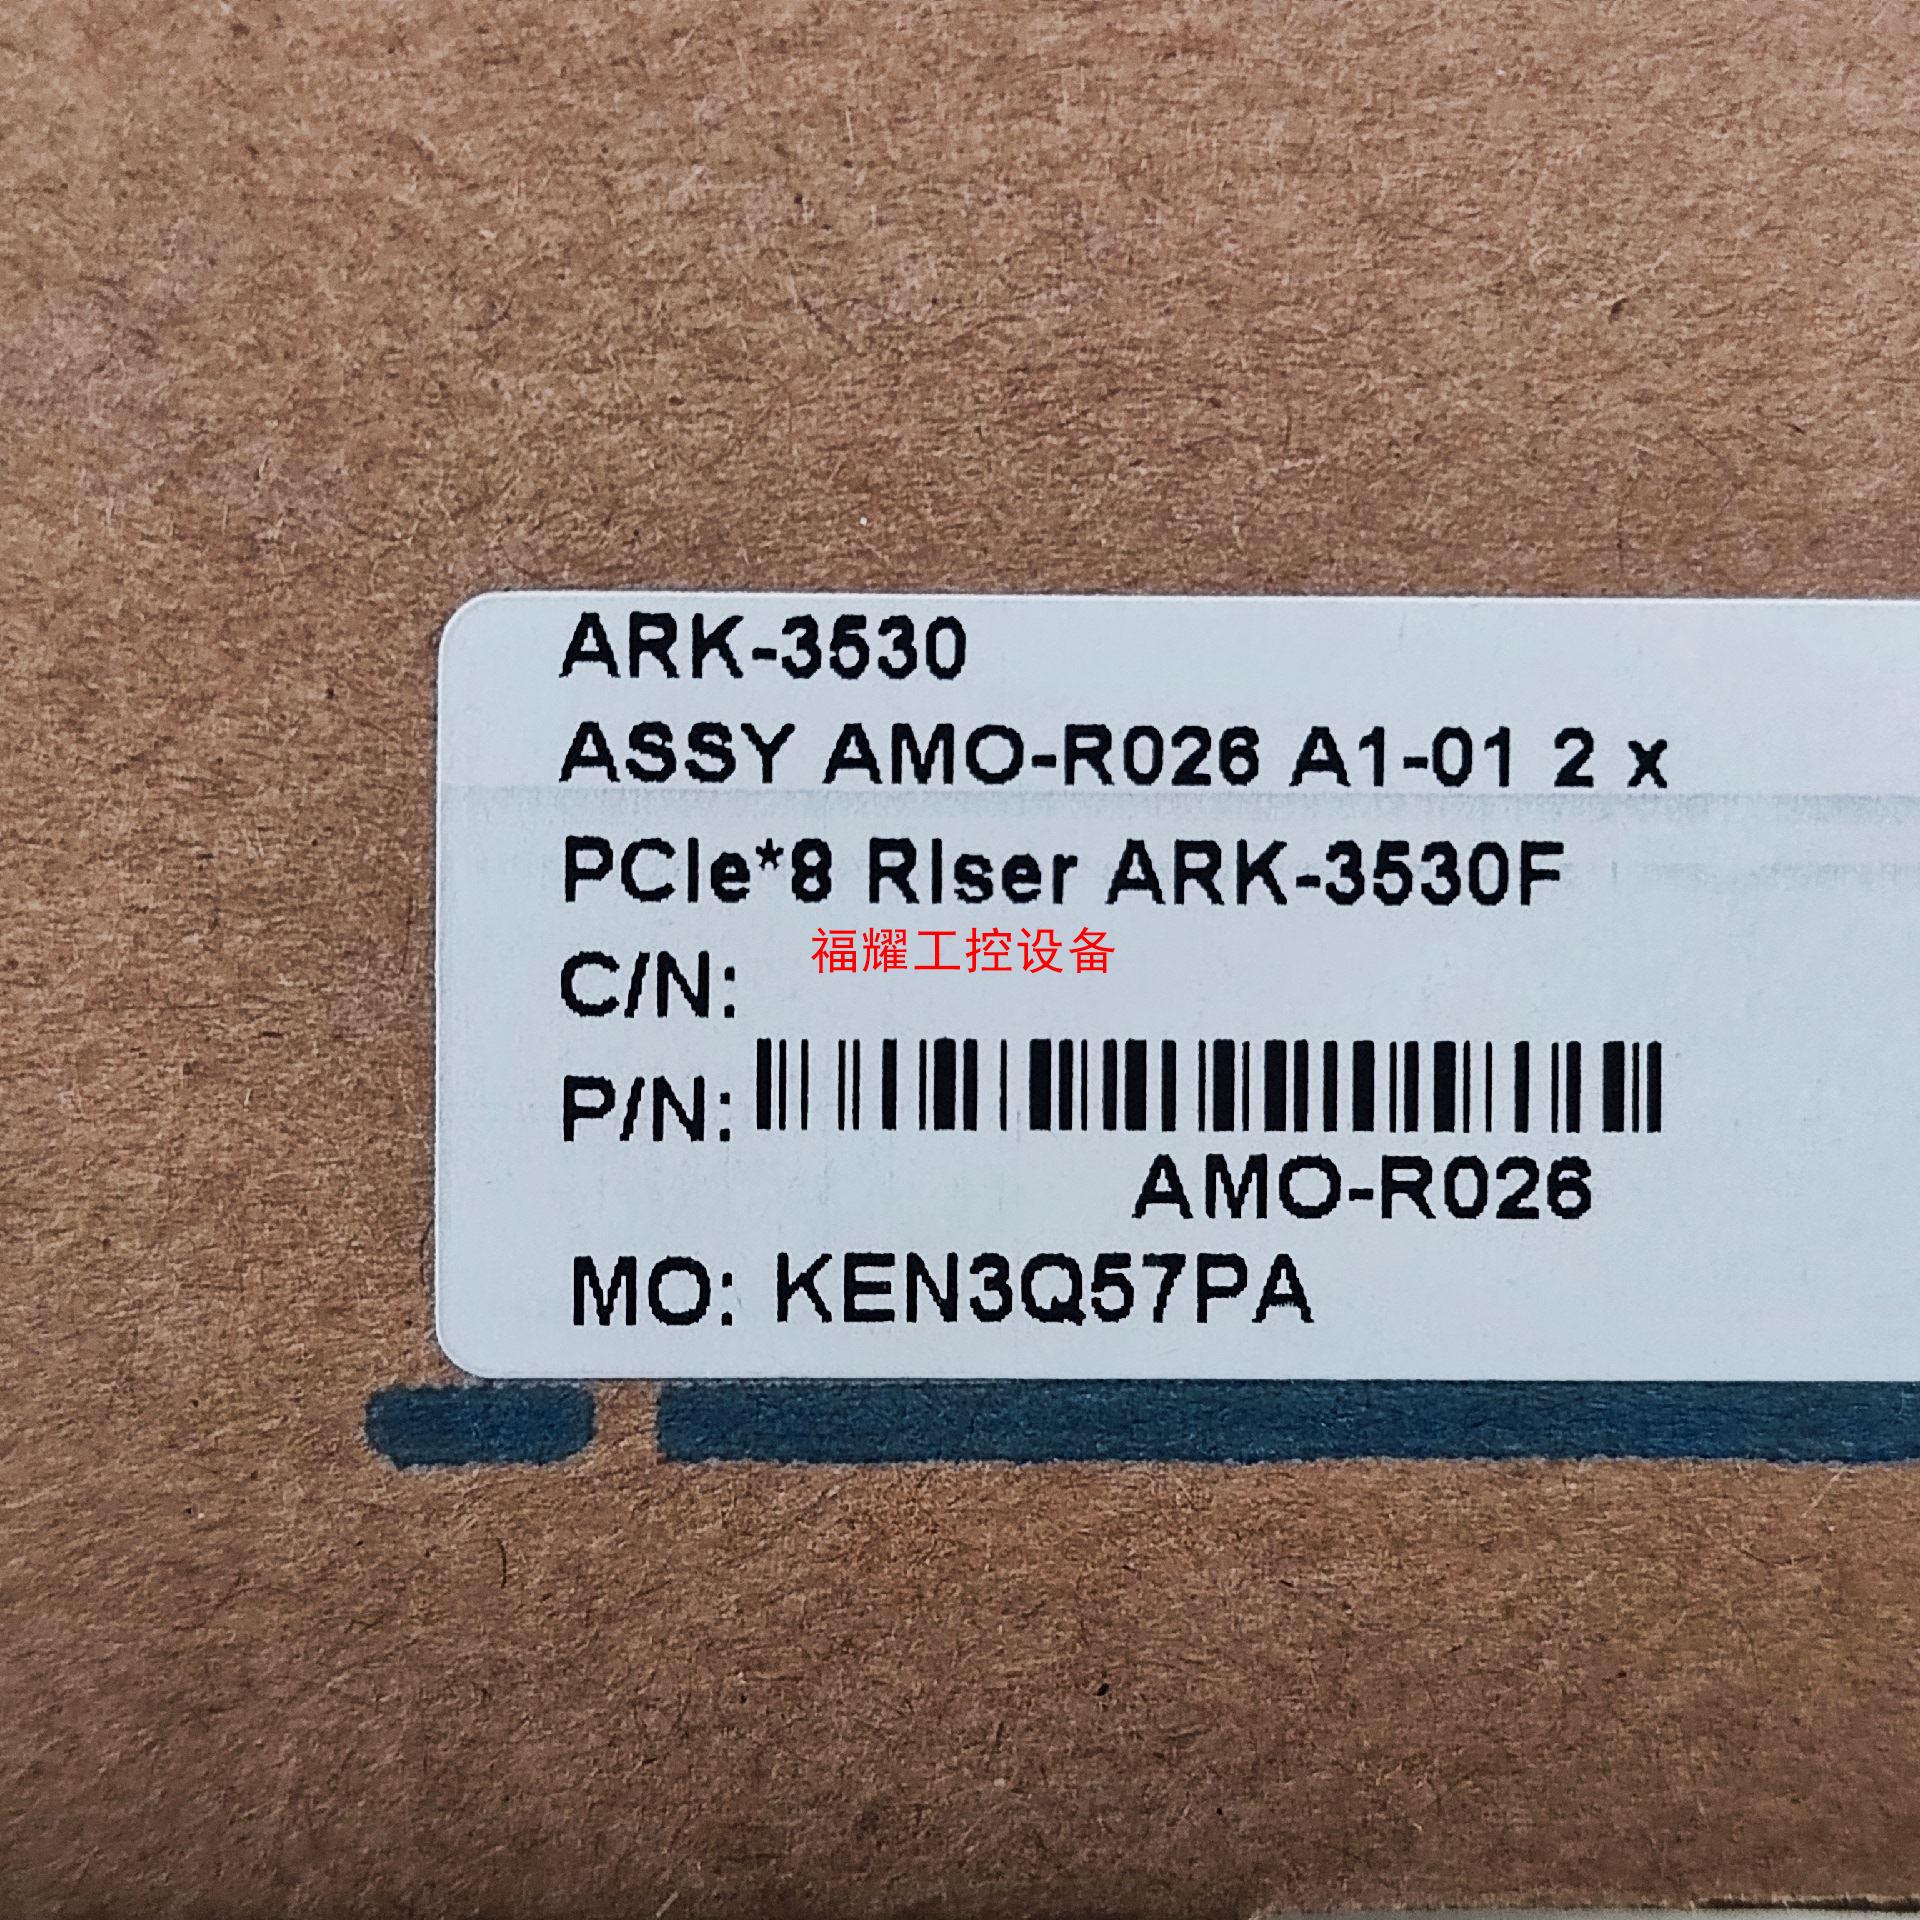 ARK-3530
ASSY AMO-R026 A1-01 2 x
PCIe*8 RIser ARK-3530F
福耀工控设备
C/N:
P/N:
AMO-R026
MO: KEN3Q57PA